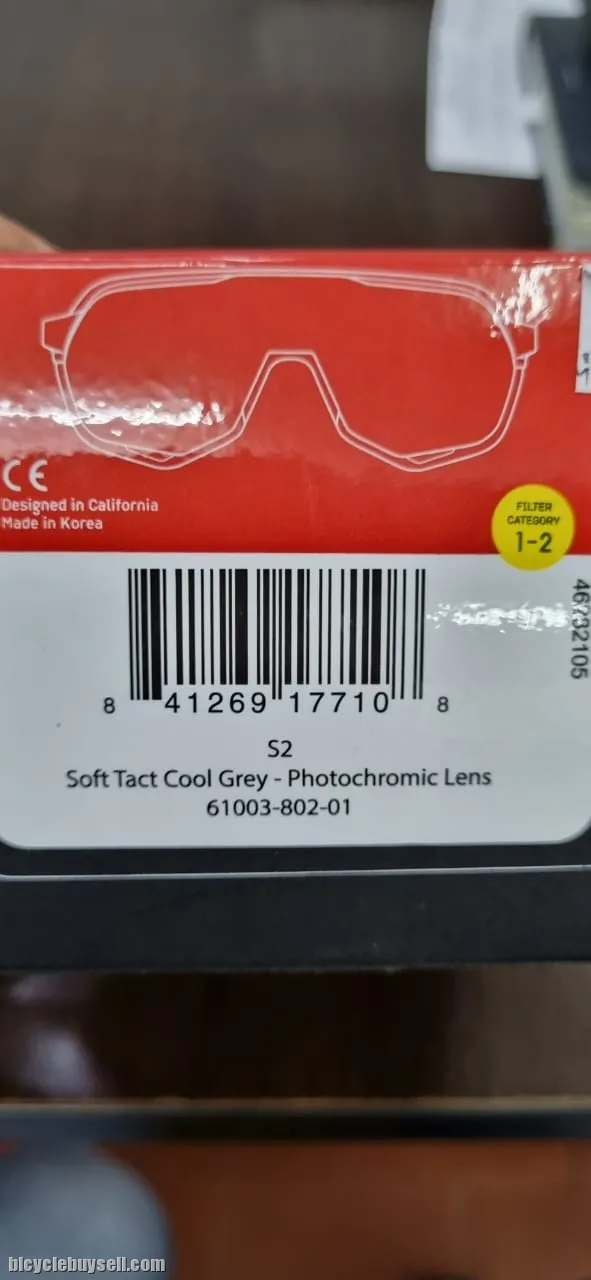 CE
Designed in California
Made in Korea
FILTER
CATEGORY
1-2
8 41269 17710 8
S2
Soft Tact Cool Grey - Photochromic Lens
61003-802-01
bicyclebuysell.com